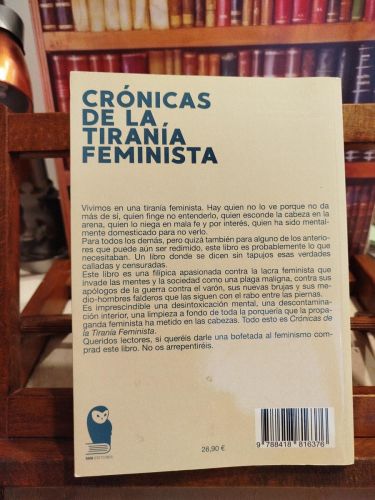 CRÓNICAS
DE LA
TIRANÍA
FEMINISTA
Vivimos en una tiranía feminista. Hay quien no lo ve porque no da
más de sí, quien finge no entenderlo, quien esconde la cabeza en la
arena, quien lo niega en mala fe y por interés, quien ha sido mental-
mente domesticado para no verlo.
Para todos los demás, pero quizá también para alguno de los anterio-
res que pueda aún ser redimido, este libro es probablemente lo que
necesitaban. Un libro donde se dicen sin tapujos esas verdades
calladas y censuradas.
Este libro es una filípica apasionada contra la lacra feminista que
invade las mentes y la sociedad como una plaga maligna, contra sus
apólogos de la guerra contra el varón, sus nuevas brujas y sus me-
dio-hombres falderos que las siguen con el rabo entre las piernas.
Es imprescindible una desintoxicación mental, una descontamina-
ción interior, una limpieza a fondo de toda la porquería que la pro-
paganda feminista ha metido en las cabezas. Todo esto es Crónicas de
la Tiranía Feminista.
Queridos lectores, si queréis darle una bofetada al feminismo com-
prad este libro. No os arrepentiréis.
28,90 €
9 788418 816376